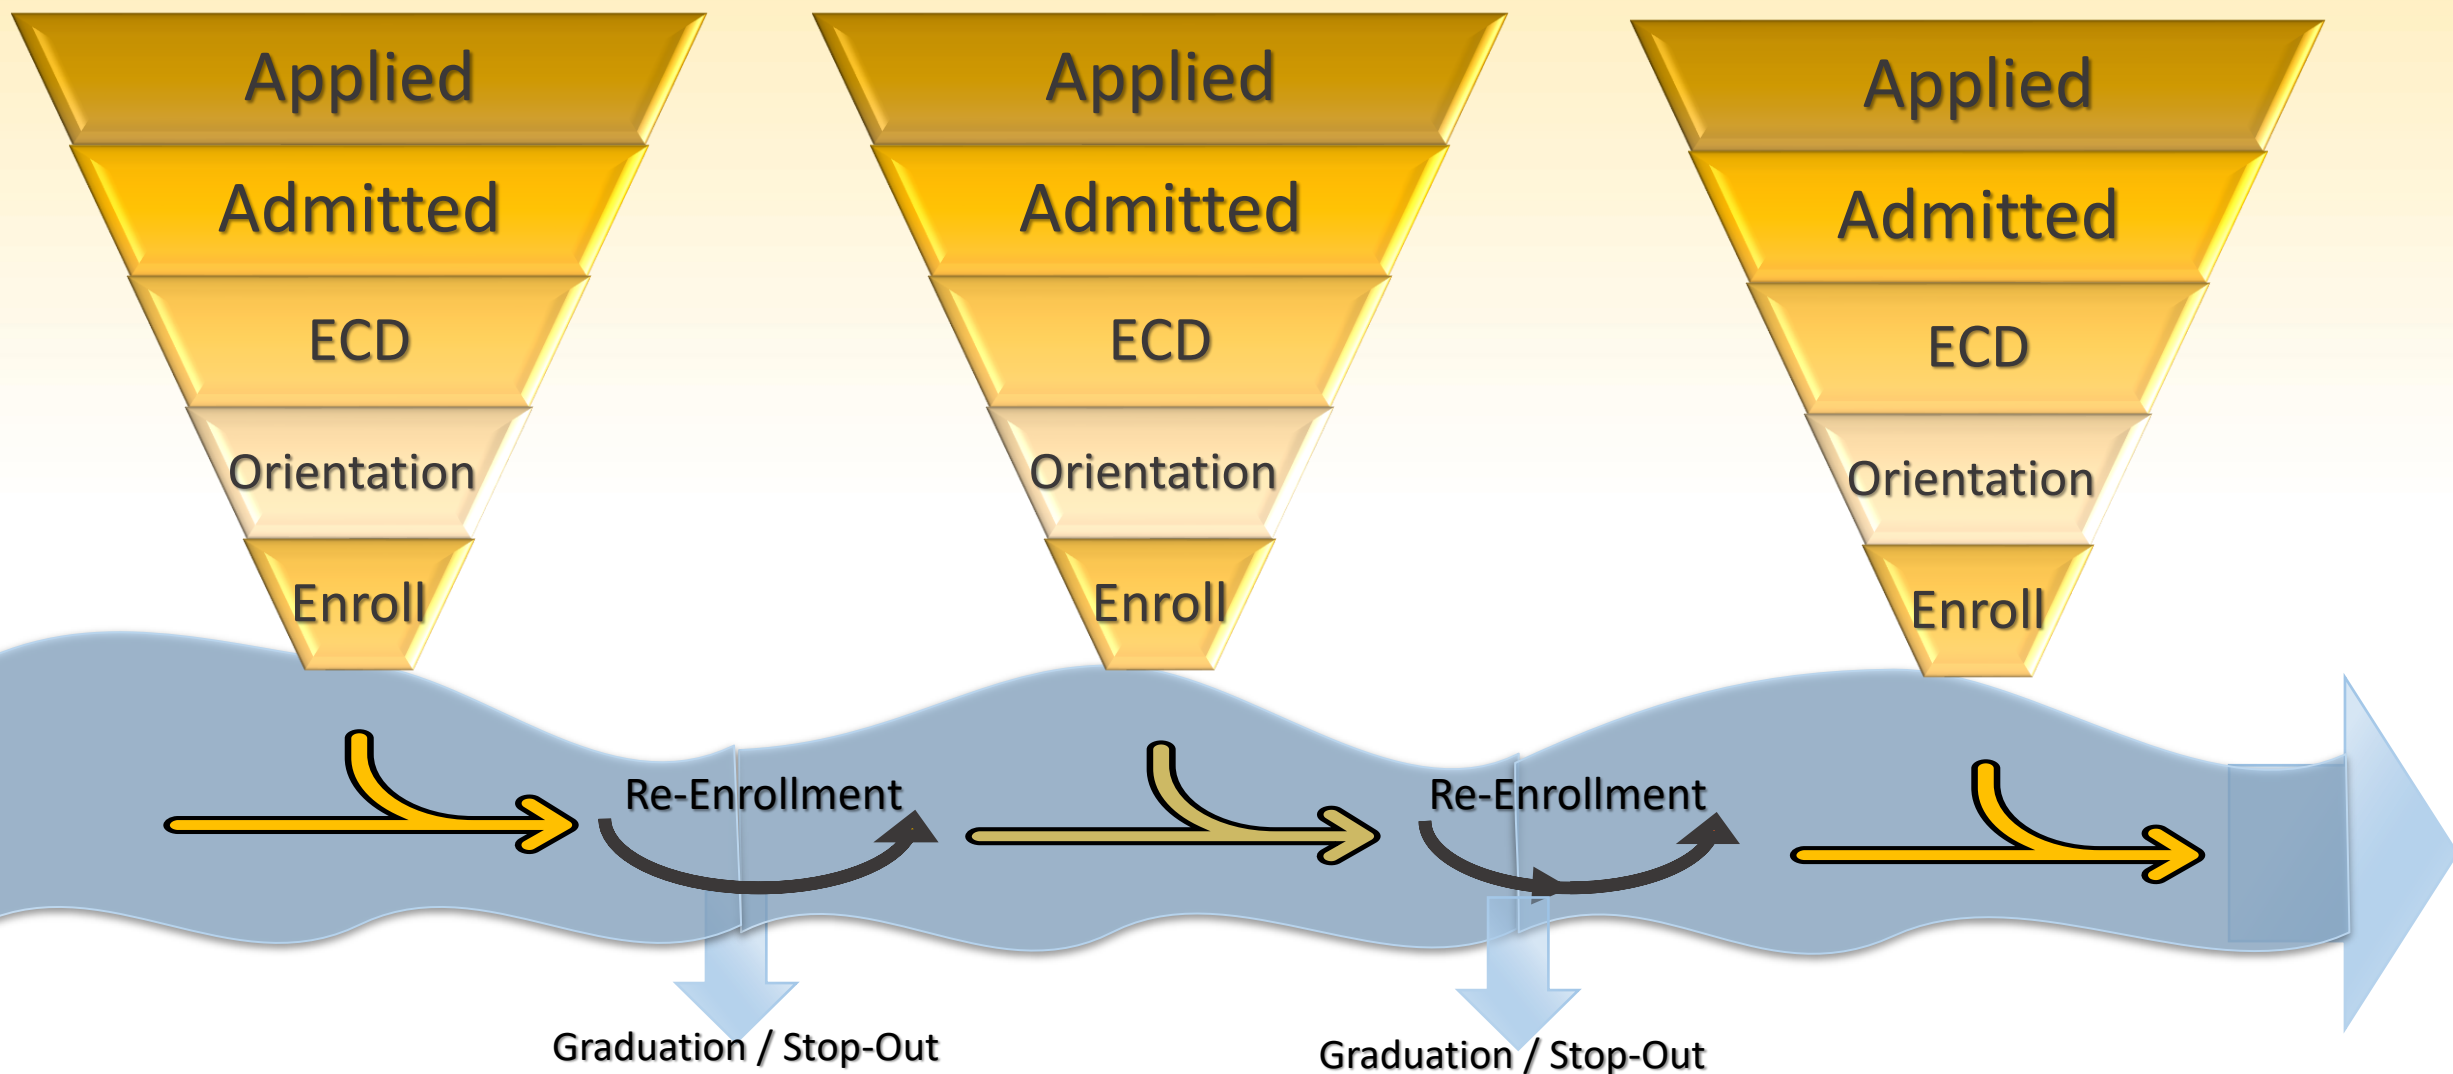 Applied
Admitted
ECD
Orientation
Enroll
Applied
Admitted
ECD
Orientation
Enroll
Applied
Admitted
ECD
Orientation
Enroll
Re-Enrollment
Re-Enrollment
Graduation / Stop-Out
Graduation / Stop-Out